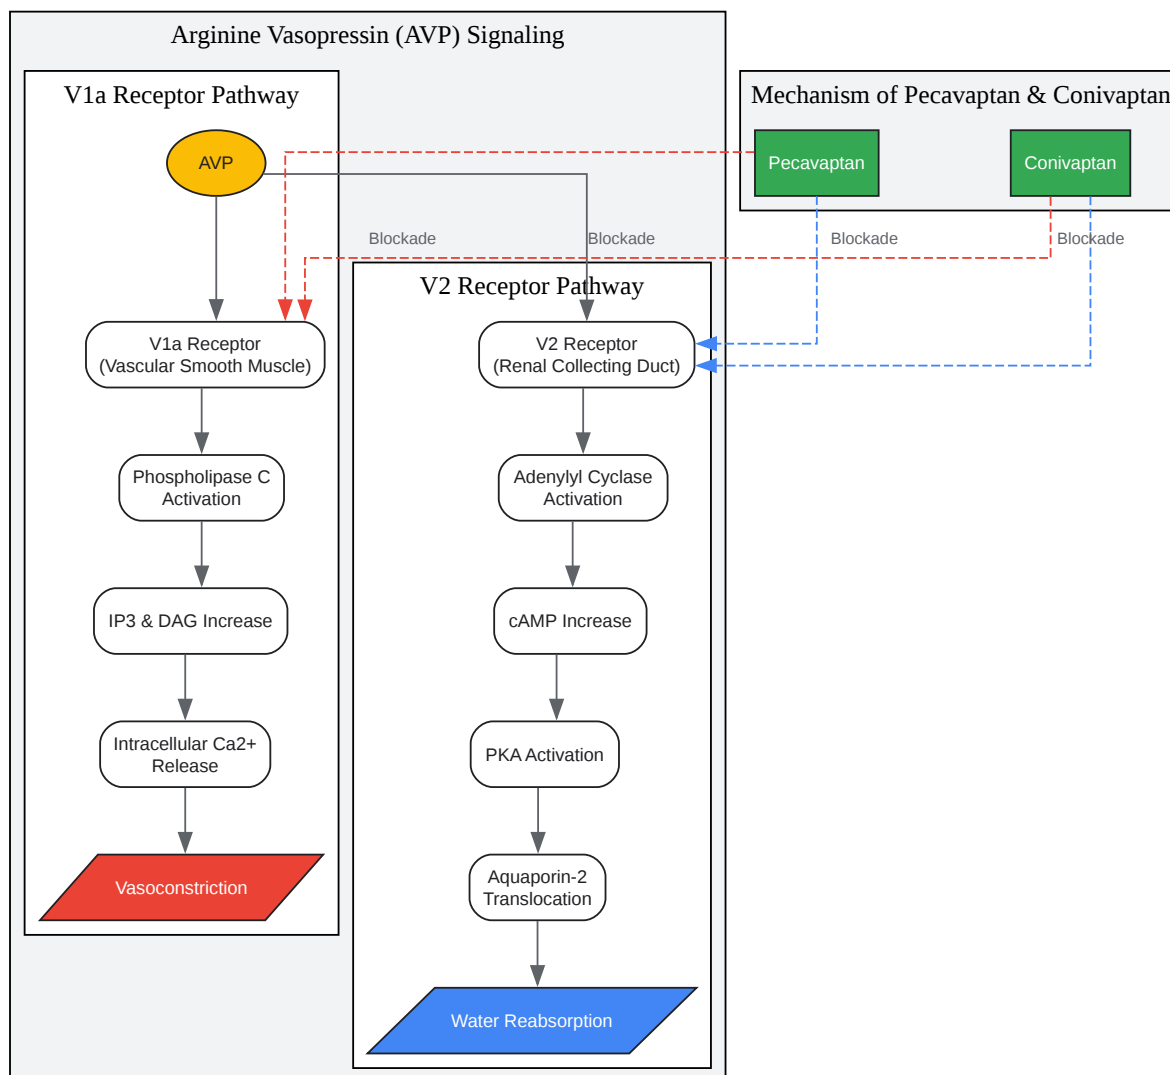 Arginine Vasopressin (AVP) Signaling
V1a Receptor Pathway
Mechanism of Pecavaptan & Conivaptan
AVP
Pecavaptan
Conivaptan
Blockade
Blockade
Blockade
Blockade
V2 Receptor Pathway
V1a Receptor
(Vascular Smooth Muscle)
V2 Receptor
(Renal Collecting Duct)
Phospholipase C
Activation
Adenylyl Cyclase
Activation
IP3 & DAG Increase
cAMP Increase
Intracellular Ca2+
Release
PKA Activation
Vasoconstriction
Aquaporin-2
Translocation
Water Reabsorption